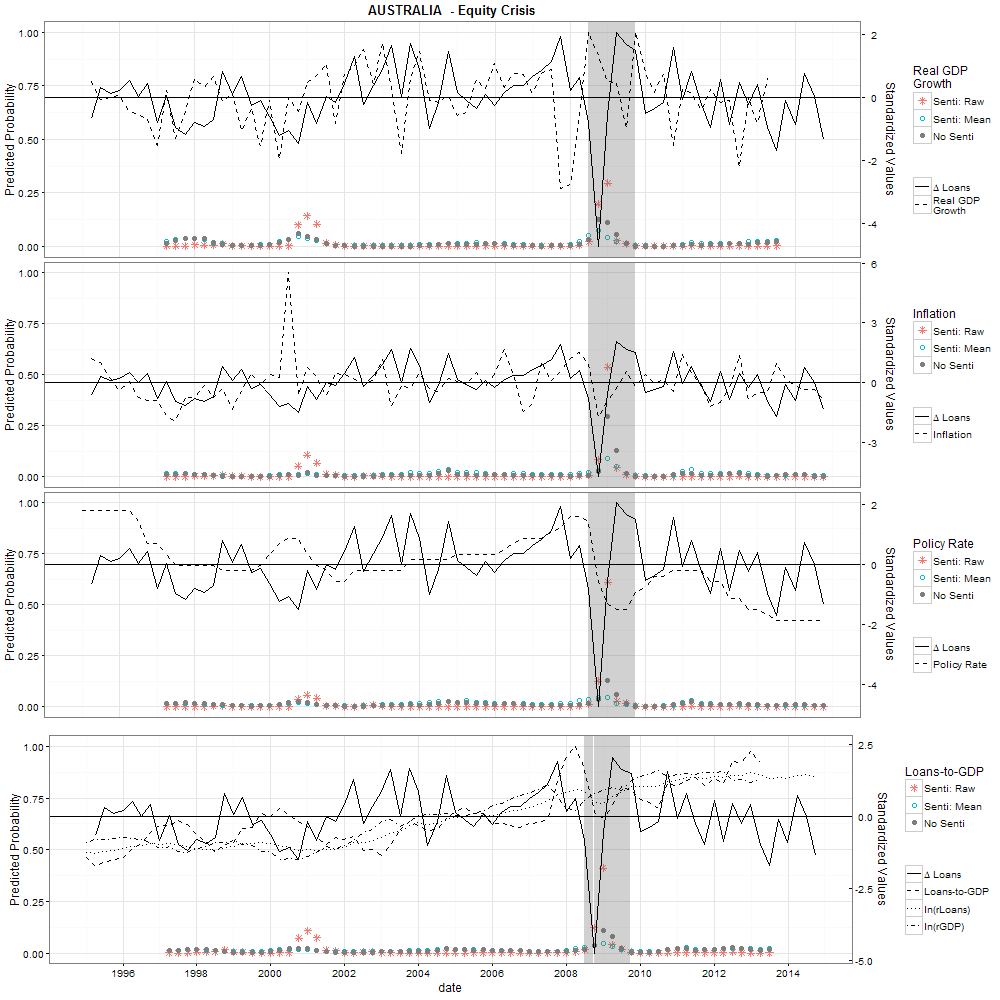 AUSTRALIA - Equity Crisis
1.00
0.75
0.50
0.25
0.00
Predicted Probability
2
0
-2
-4
Standardized Values
Real GDP
Growth
Senti: Raw
Senti: Mean
No Senti
Δ Loans
Real GDP
Growth
1.00
0.75
0.50
0.25
0.00
Predicted Probability
6
3
0
-3
Standardized Values
Inflation
Senti: Raw
Senti: Mean
No Senti
Δ Loans
Inflation
1.00
0.75
0.50
0.25
0.00
Predicted Probability
2
0
-2
-4
Standardized Values
Policy Rate
Senti: Raw
Senti: Mean
No Senti
Δ Loans
Policy Rate
1.00
0.75
0.50
0.25
0.00
Predicted Probability
2.5
0.0
-2.5
-5.0
Standardized Values
Loans-to-GDP
Senti: Raw
Senti: Mean
No Senti
Δ Loans
Loans-to-GDP
ln(rLoans)
ln(rGDP)
1996 1998 2000 2002 2004 2006 2008 2010 2012 2014
date